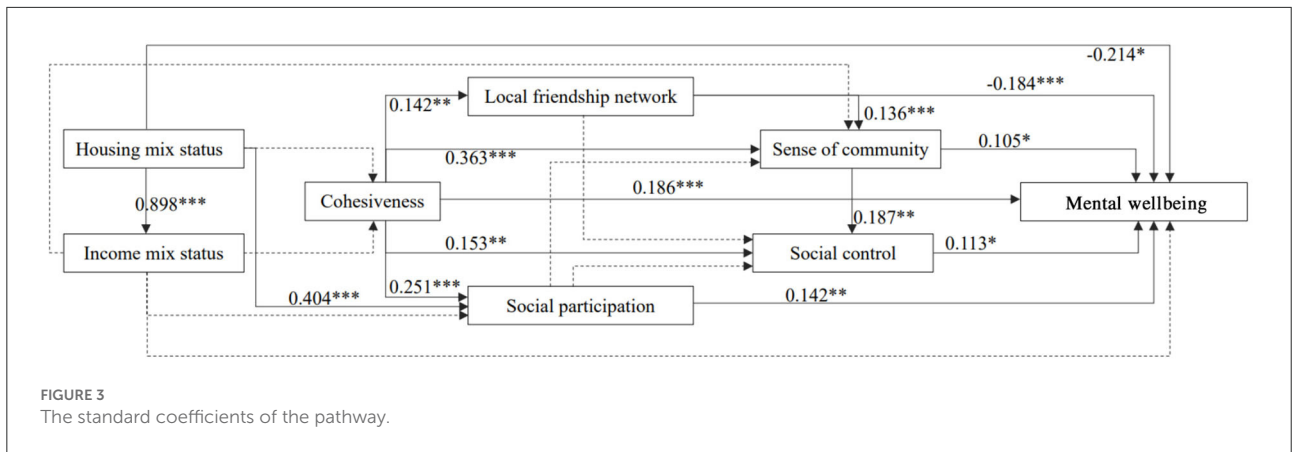 -0.214*
Local friendship network
-0.184***
0.142**
0.136***
Housing mix status
0.363***
Sense of community
0.105*
0.186***
Cohesiveness
Mental wellbeing
0.898***
0.187**
0.153**
Income mix status
Social control
0.113*
0.251***
0.404***
Social participation
0.142**
FIGURE 3
The standard coefficients of the pathway.